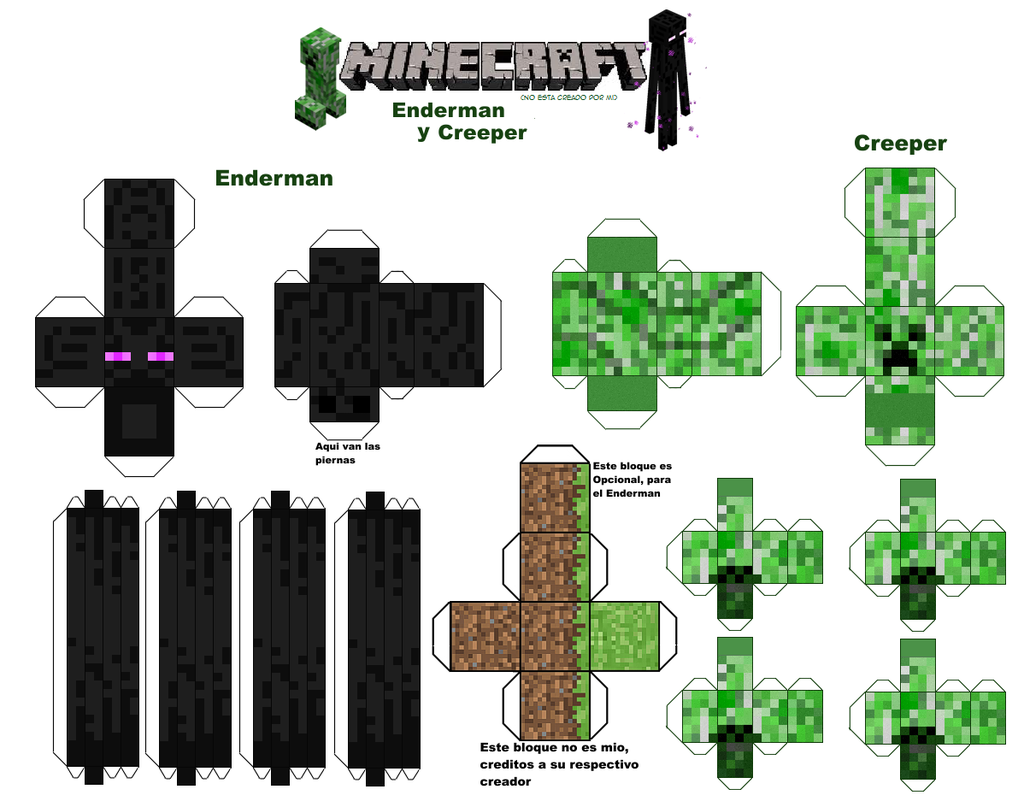 MINECRAFT
(NO ESTA CREADO POR MI)
Enderman
y Creeper
Creeper
Enderman
Aqui van las
piernas
Este bloque es
Opcional, para
el Enderman
Este bloque no es mio,
creditos a su respectivo
creador